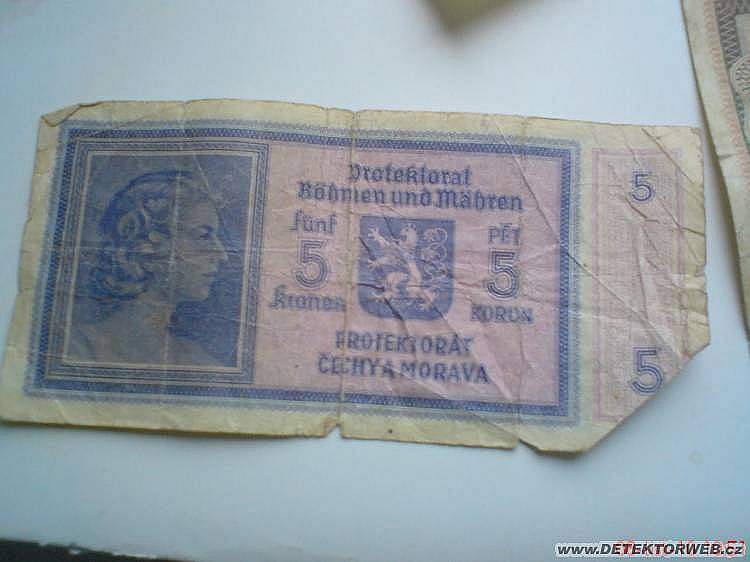 Protektorat
Böhmen und Mähren
fünf PĚT
5 5
Kronen KORUN
PROTEKTORÁT
ČECHY A MORAVA
5
5
www.DETEKTORWEB.cz